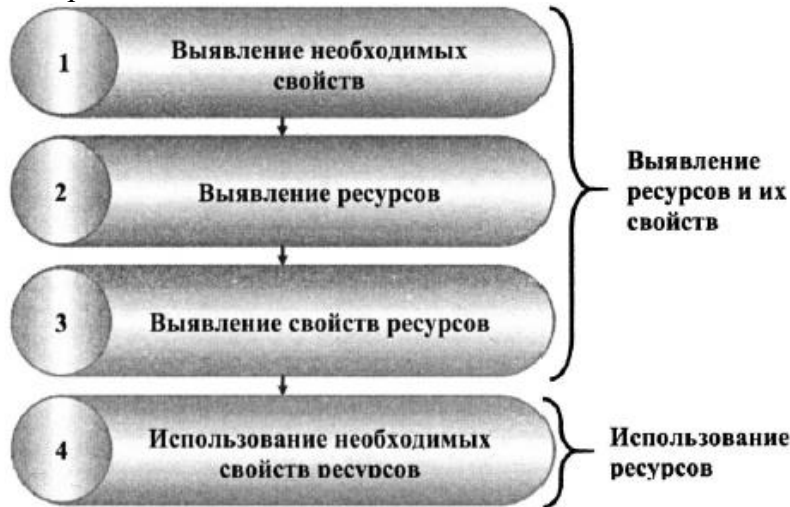 1
Выявление необходимых
свойств
2
Выявление ресурсов
3
Выявление свойств ресурсов
Выявление
ресурсов и их
свойств
4
Использование необходимых
свойств ресурсов
Использование
ресурсов